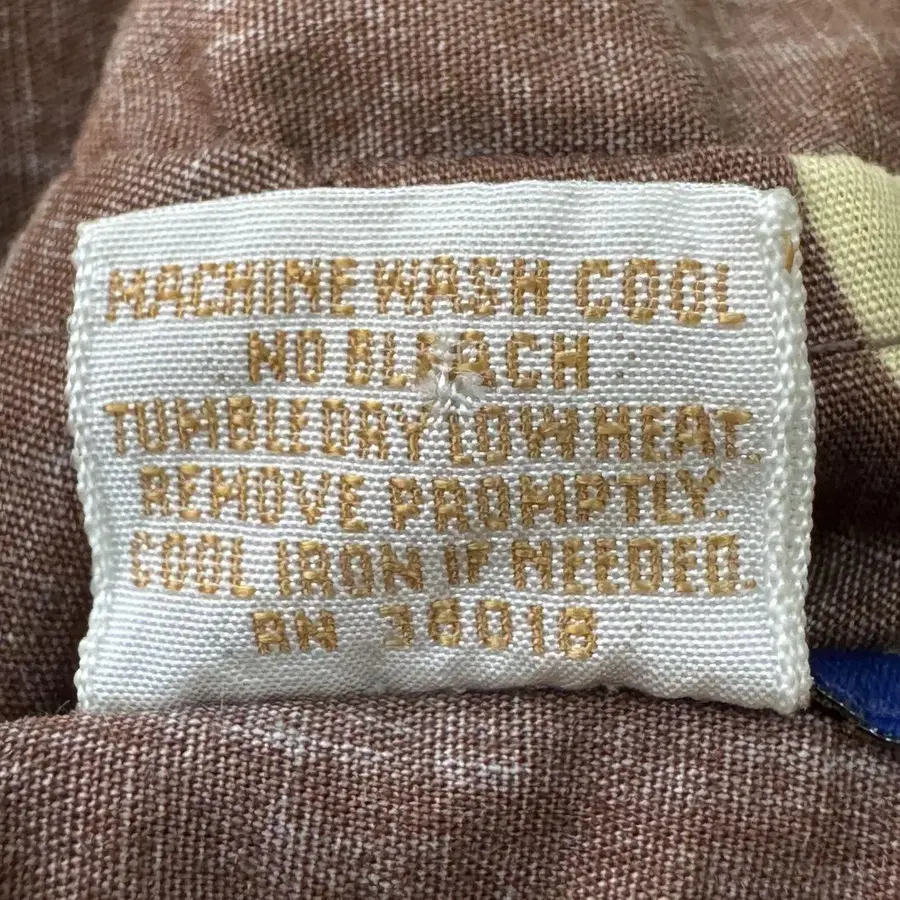 MACHINE WASH COOL
NO BLEACH
TUMBLE DRY LOW HEAT.
REMOVE PROMPTLY.
COOL IRON IF NEEDED.
RN 36018